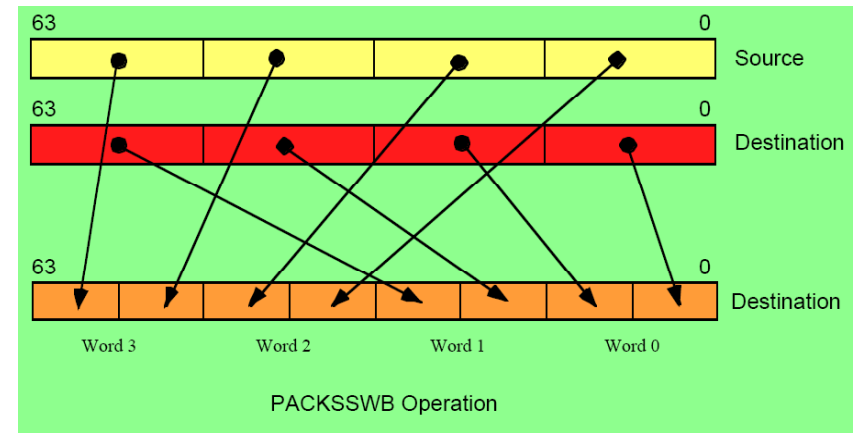 63 0
Source
63 0
Destination
63 0
Destination
Word 3 Word 2 Word 1 Word 0
PACKSSWB Operation